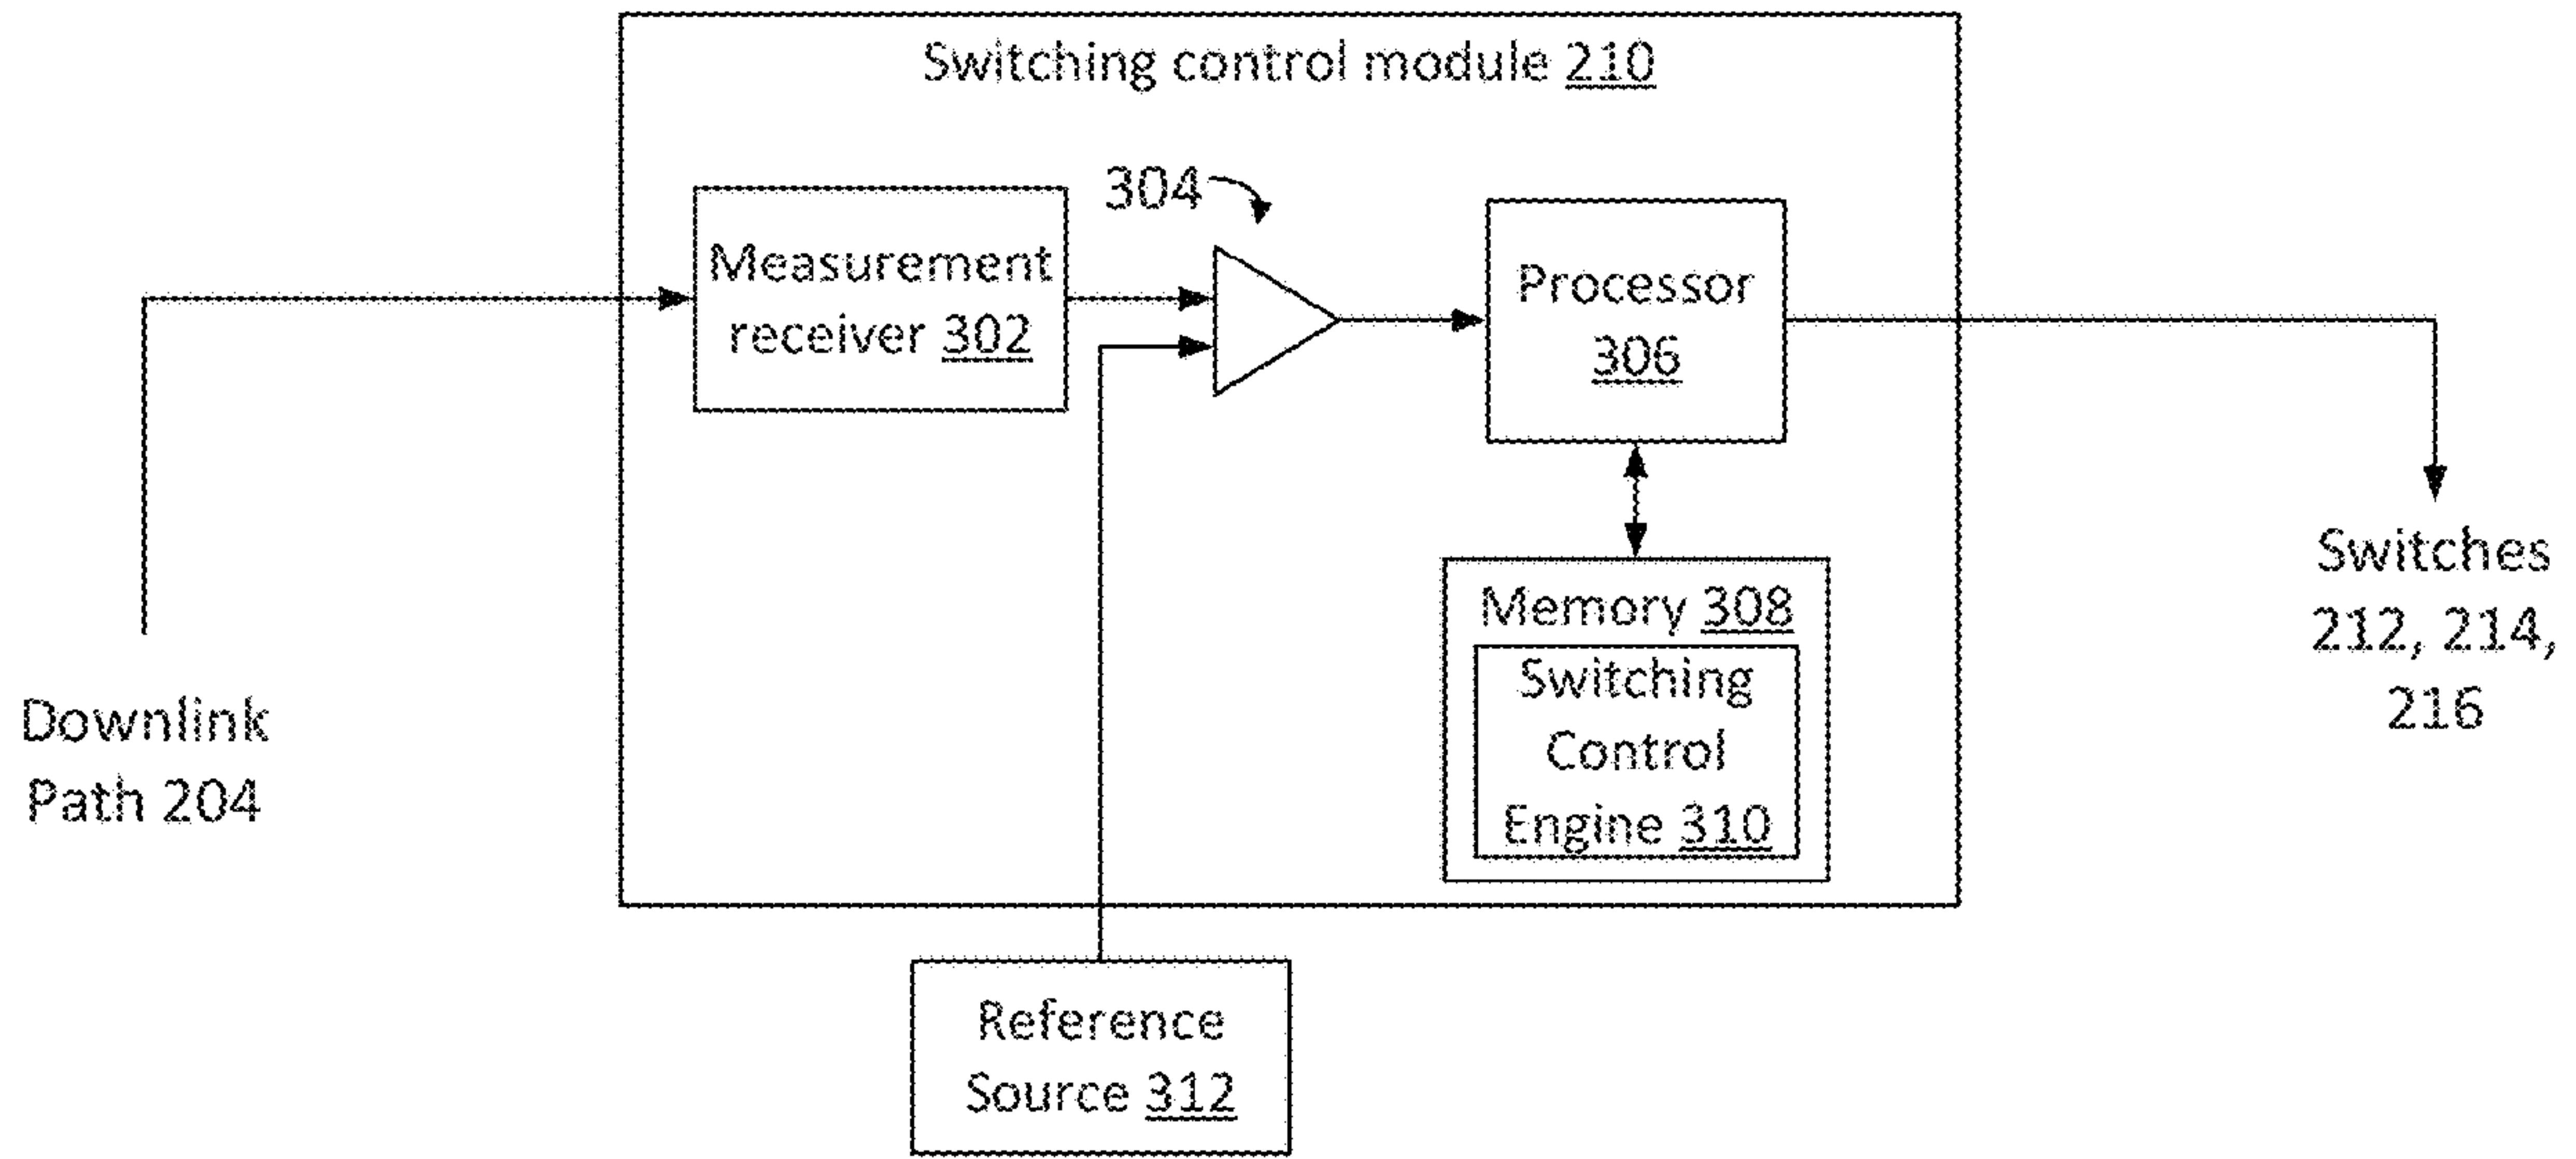 Switching control module 210
304
Measurement
receiver 302
Processor
306
Switches
212, 214,
216
Memory 308
Switching
Control
Engine 310
Downlink
Path 204
Reference
Source 312